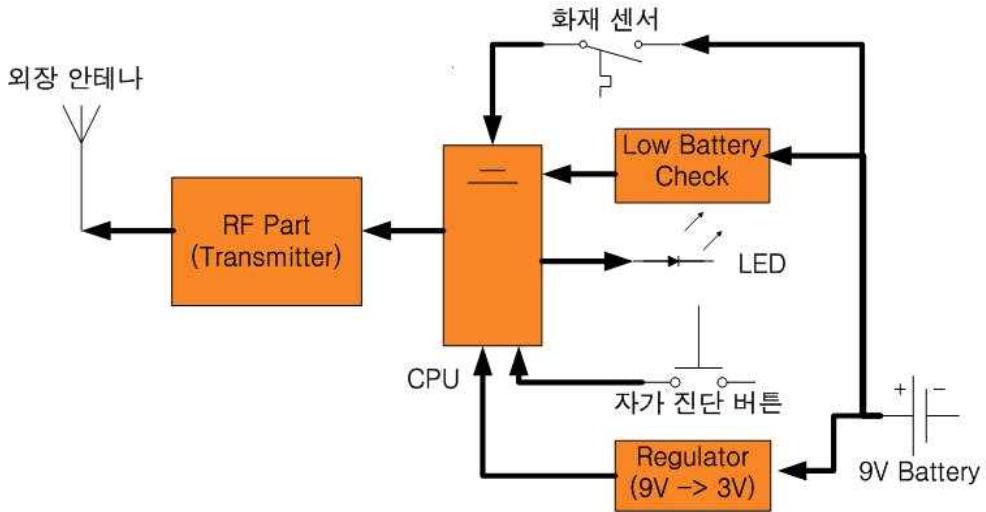 화재 센서
외장 안테나
Low Battery
Check
RF Part
(Transmitter)
LED
CPU
자가 진단 버튼
+ −
Regulator
(9V -> 3V)
9V Battery